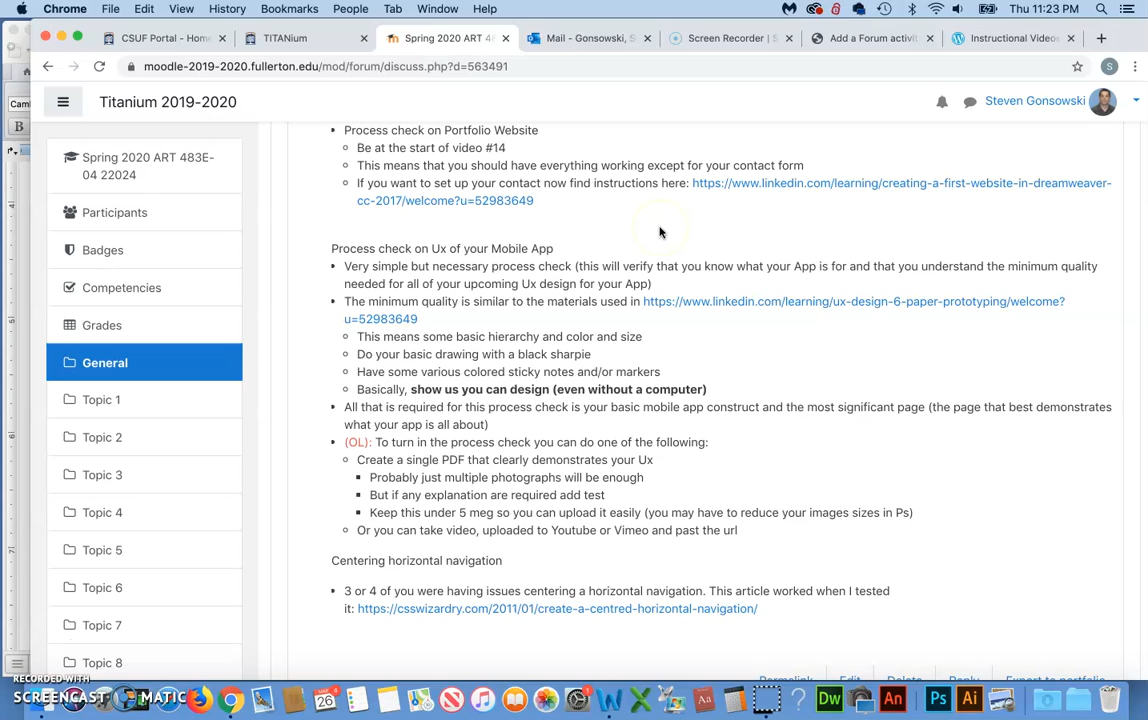 Chrome File Edit View History Bookmarks People Tab Window Help Thu 11:23 PM
CSUF Portal - Home
TITANium
Spring 2020 ART 48
Mail - Gonsowski, S
Screen Recorder | S
Add a Forum activit
Instructional Videos
moodle-2019-2020.fullerton.edu/mod/forum/discuss.php?d=563491
S
Titanium 2019-2020
Steven Gonsowski
Cam
B
Spring 2020 ART 483E-
04 22024
Participants
Badges
Competencies
Grades
General
Topic 1
Topic 2
Topic 3
Topic 4
Topic 5
Topic 6
Topic 7
Topic 8
Process check on Portfolio Website
Be at the start of video #14
This means that you should have everything working except for your contact form
If you want to set up your contact now find instructions here: https://www.linkedin.com/learning/creating-a-first-website-in-dreamweaver-
cc-2017/welcome?u=52983649
Process check on Ux of your Mobile App
Very simple but necessary process check (this will verify that you know what your App is for and that you understand the minimum quality
needed for all of your upcoming Ux design for your App)
The minimum quality is similar to the materials used in https://www.linkedin.com/learning/ux-design-6-paper-prototyping/welcome?
u=52983649
This means some basic hierarchy and color and size
Do your basic drawing with a black sharpie
Have some various colored sticky notes and/or markers
Basically, show us you can design (even without a computer)
All that is required for this process check is your basic mobile app construct and the most significant page (the page that best demonstrates
what your app is all about)
(OL): To turn in the process check you can do one of the following:
Create a single PDF that clearly demonstrates your Ux
Probably just multiple photographs will be enough
But if any explanation are required add test
Keep this under 5 meg so you can upload it easily (you may have to reduce your images sizes in Ps)
Or you can take video, uploaded to Youtube or Vimeo and past the url
Centering horizontal navigation
3 or 4 of you were having issues centering a horizontal navigation. This article worked when I tested
it: https://csswizardry.com/2011/01/create-a-centred-horizontal-navigation/
Permalink Edit Delete Reply Export to portfolio
RECORDED WITH
SCREENCAST MATIC
MAR
26
Dw
An
Ps
Ai